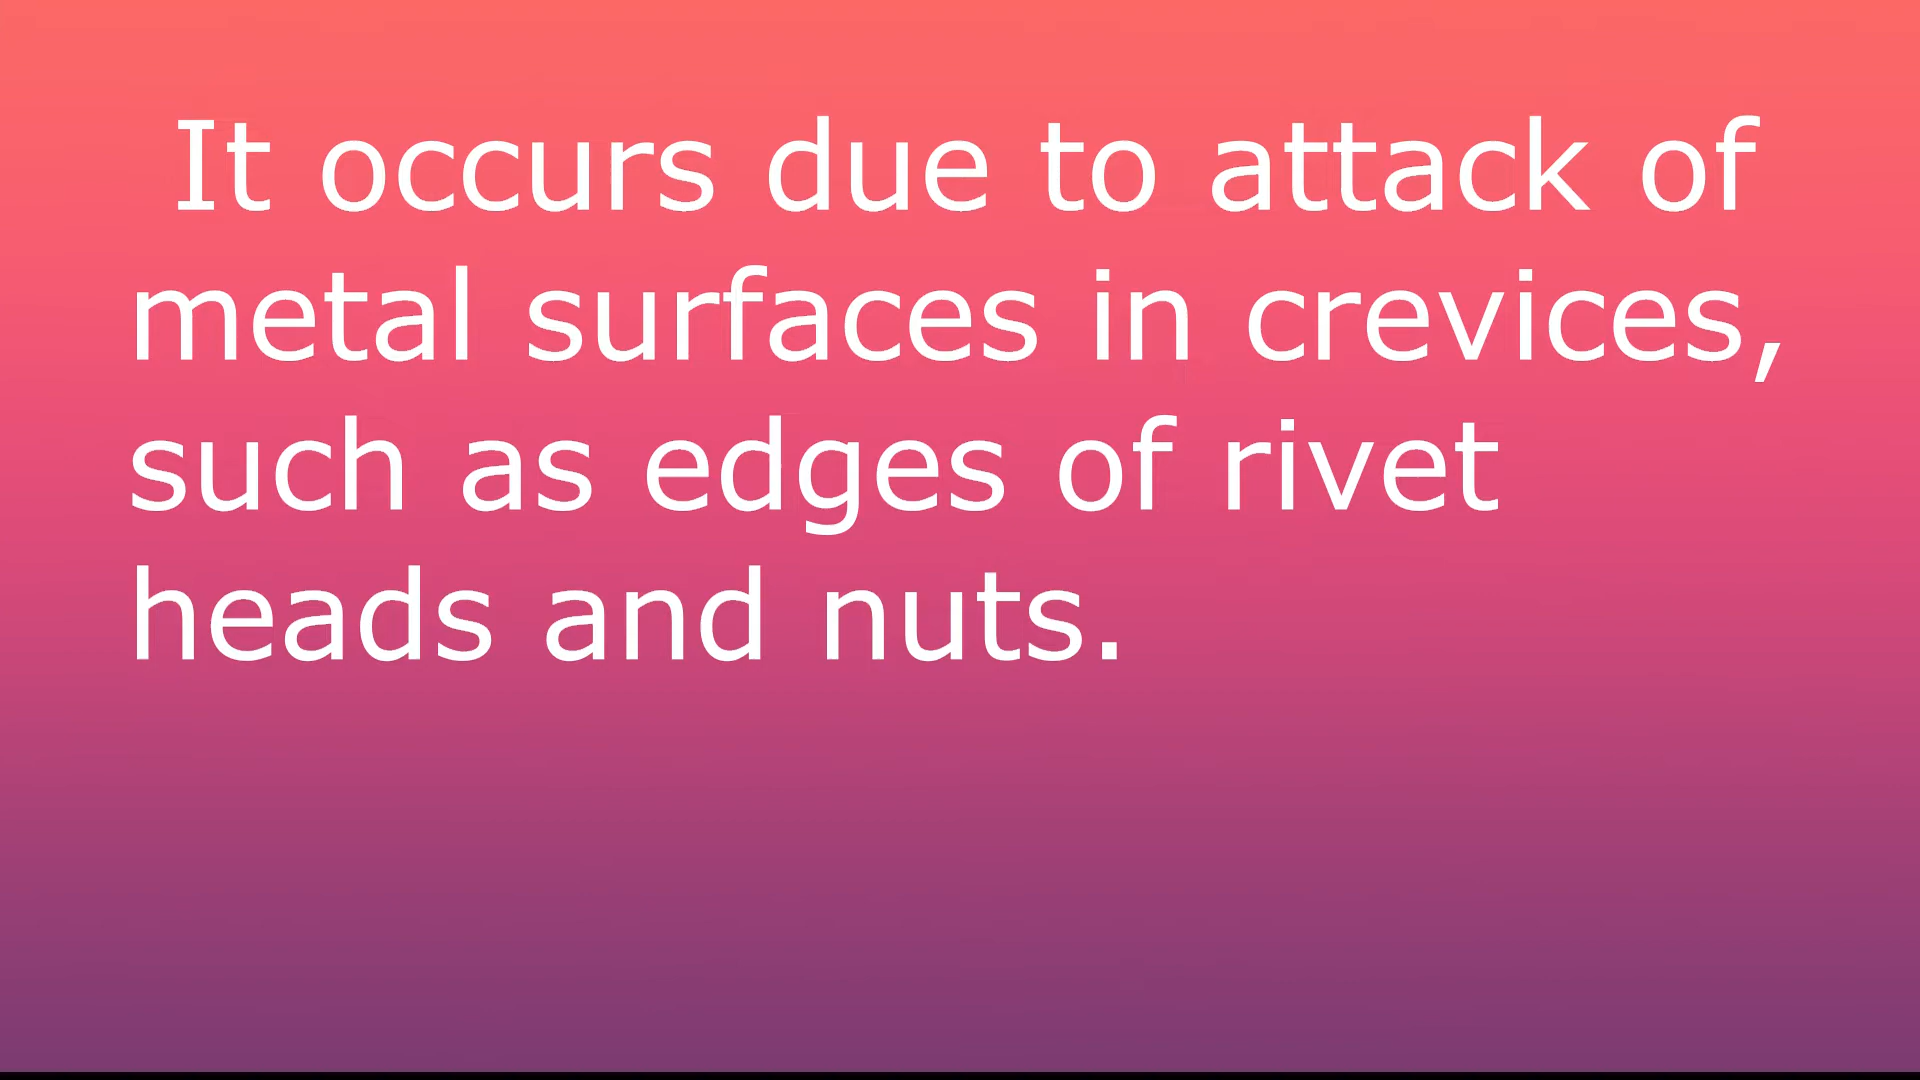 It occurs due to attack of
metal surfaces in crevices,
such as edges of rivet
heads and nuts.